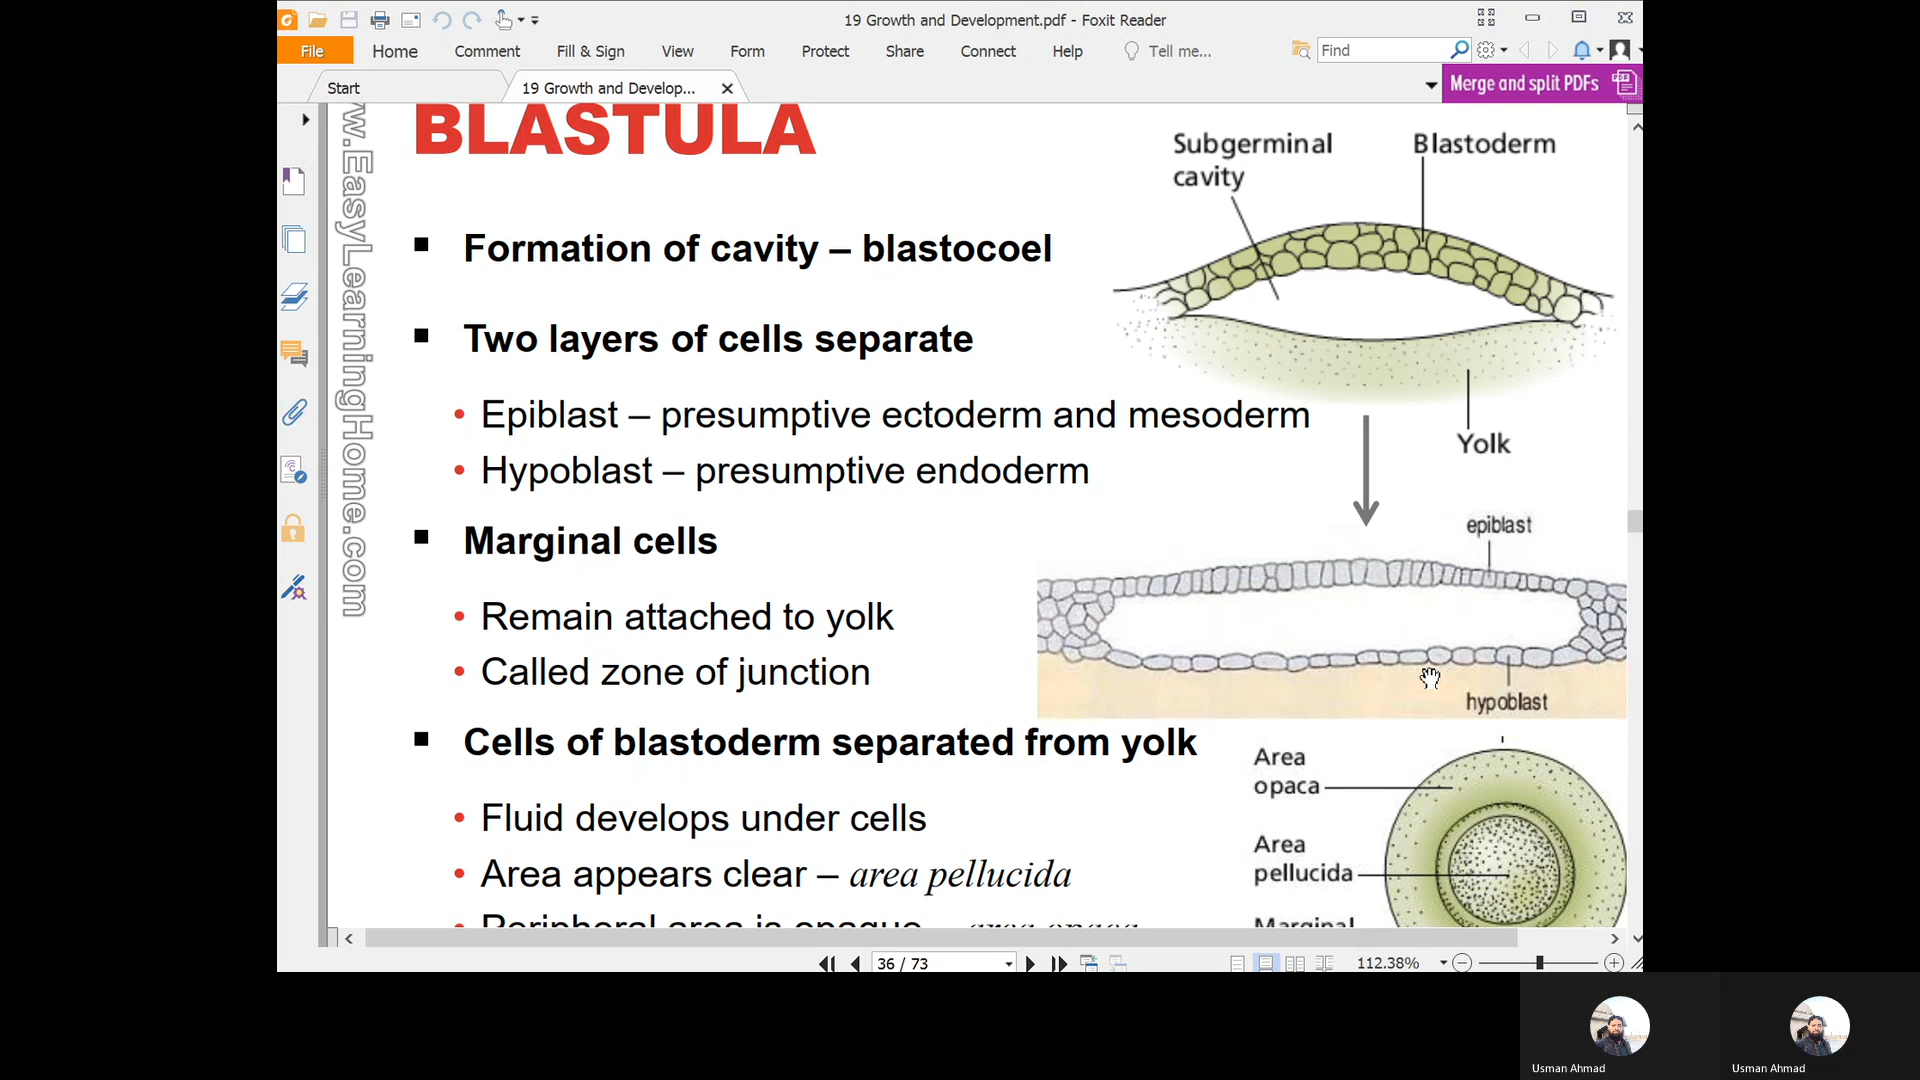 19 Growth and Development.pdf - Foxit Reader
File Home Comment Fill & Sign View Form Protect Share Connect Help Tell me... Find
Start 19 Growth and Develop... Merge and split PDFs
w.EasyLearningHome.com
BLASTULA
Formation of cavity – blastocoel
Two layers of cells separate
Epiblast – presumptive ectoderm and mesoderm
Hypoblast – presumptive endoderm
Marginal cells
Remain attached to yolk
Called zone of junction
Cells of blastoderm separated from yolk
Fluid develops under cells
Area appears clear – area pellucida
Peripheral area is opaque – area opaca
Subgerminal
cavity
Blastoderm
Yolk
epiblast
hypoblast
Area
opaca
Area
pellucida
Marginal
36 / 73
112.38%
Usman Ahmad
Usman Ahmad